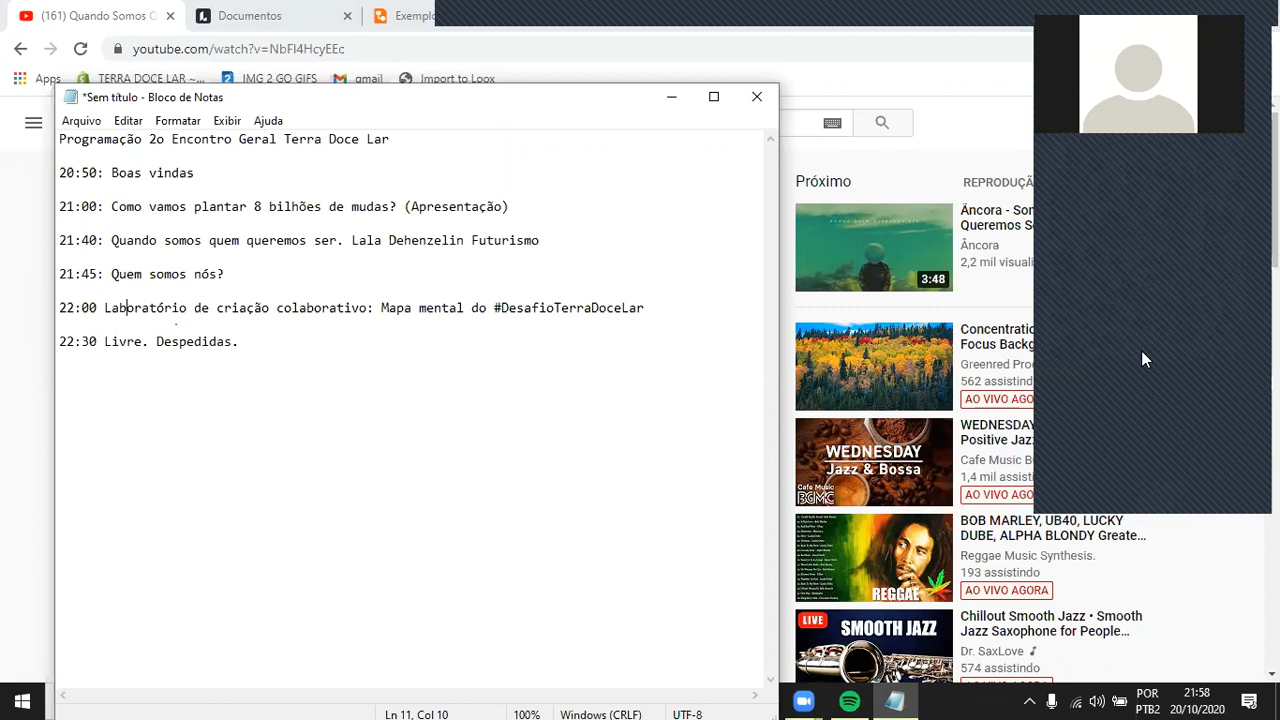 (161) Quando Somos Q
Documentos
Exemplo
youtube.com/watch?v=NbFI4HcyEEc
Apps
TERRA DOCE LAR ~...
IMG 2 GO GIFS
gmail
Import to Loox
*Sem título - Bloco de Notas
Arquivo Editar Formatar Exibir Ajuda
Programação 2o Encontro Geral Terra Doce Lar
20:50: Boas vindas
21:00: Como vamos plantar 8 bilhões de mudas? (Apresentação)
21:40: Quando somos quem queremos ser. Lala Dehenzelin Futurismo
21:45: Quem somos nós?
22:00 Laboratório de criação colaborativo: Mapa mental do #DesafioTerraDoceLar
22:30 Livre. Despedidas.
Ln 11, Col 10
100%
Windows (CRLF)
UTF-8
Próximo
REPRODUÇÃ
3:48
Âncora - Som
Queremos Se
Âncora
2,2 mil visuali
Concentratio
Focus Backg
Greenred Prod
562 assistind
AO VIVO AGO
WEDNESDAY
Jazz & Bossa
Cafe Music
BGMC
WEDNESDAY
Positive Jazz
Cafe Music B
1,4 mil assisti
AO VIVO AGO
REGGAE
BOB MARLEY, UB40, LUCKY
DUBE, ALPHA BLONDY Greate...
Reggae Music Synthesis.
193 assistindo
AO VIVO AGORA
LIVE
SMOOTH JAZZ
Chillout Smooth Jazz • Smooth
Jazz Saxophone for People...
Dr. SaxLove
574 assistindo
POR
PTB2
21:58
20/10/2020